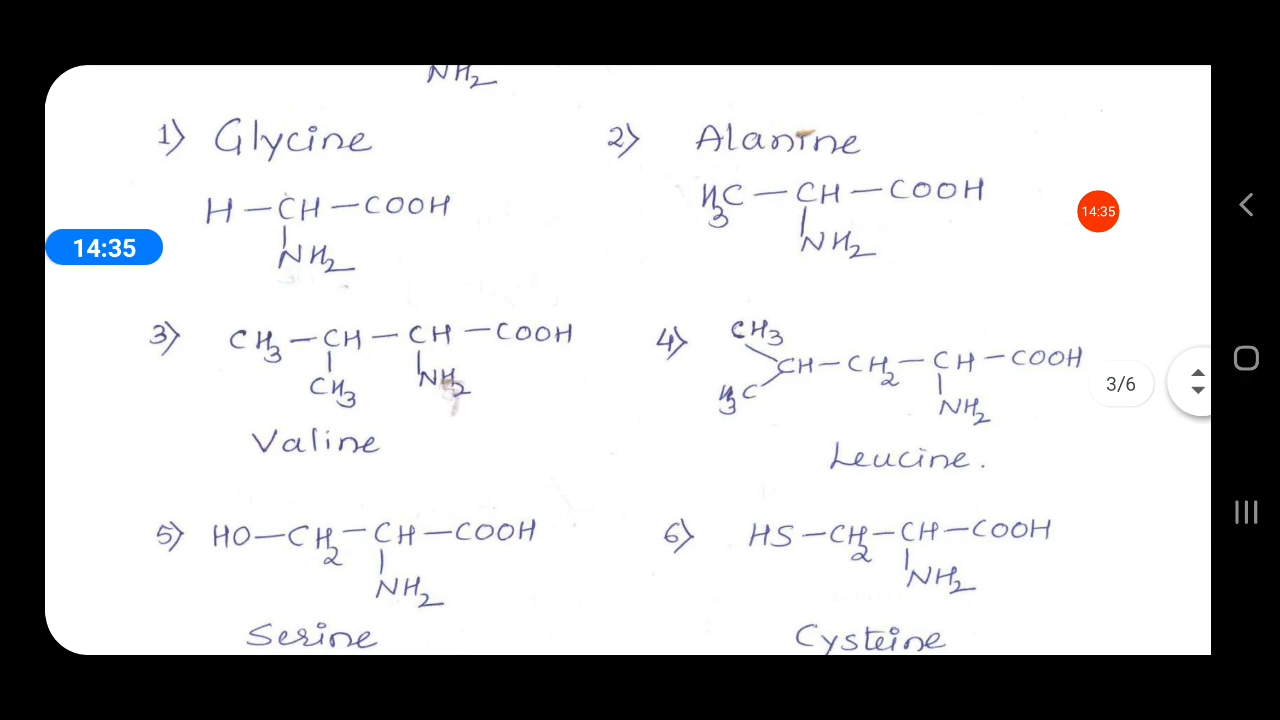 NH2
1) Glycine
H — CH — COOH
NH2
2) Alanine
H3C — CH — COOH
NH2
14:35
14:35
3) CH3 — CH — CH — COOH
CH3 NH2
Valine
4) CH3
CH — CH2 — CH — COOH
H3C
NH2
Leucine.
3/6
5) HO — CH2 — CH — COOH
NH2
Serine
6) HS — CH2 — CH — COOH
NH2
Cysteine